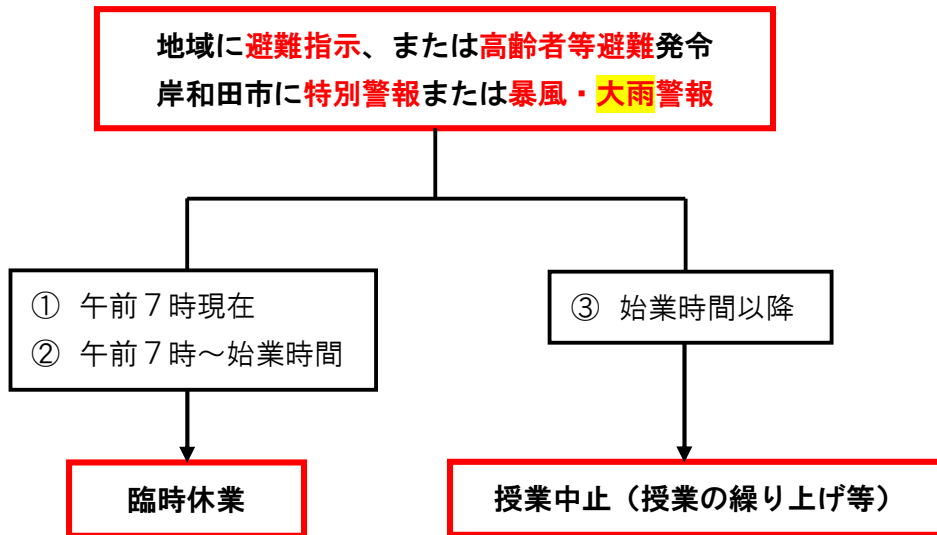 地域に避難指示、または高齢者等避難発令
岸和田市に特別警報または暴風・大雨警報
① 午前７時現在
② 午前７時～始業時間
③ 始業時間以降
臨時休業
授業中止（授業の繰り上げ等）